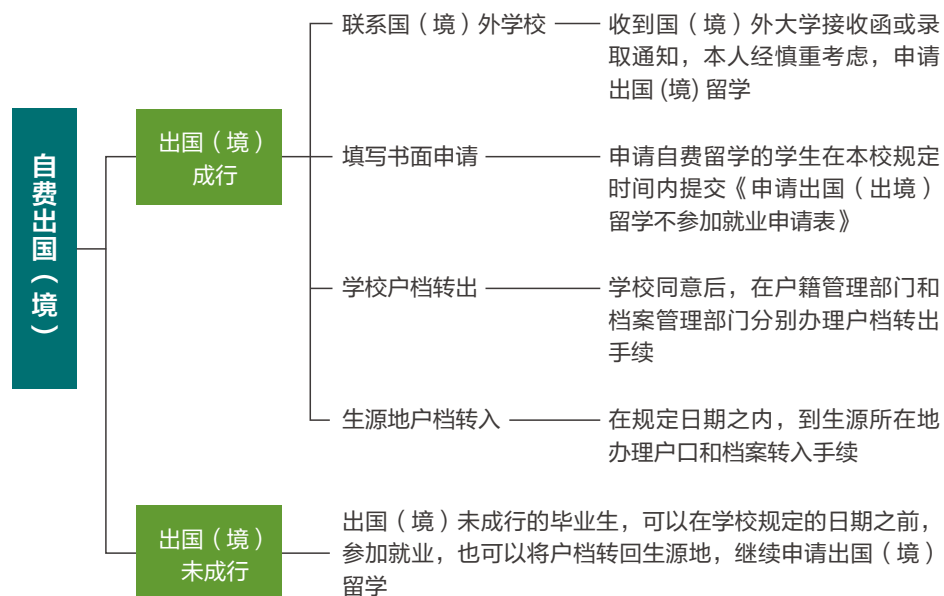 自费出国（境）
出国（境）
成行
联系国（境）外学校
收到国（境）外大学接收函或录
取通知，本人经慎重考虑，申请
出国 (境) 留学
填写书面申请
申请自费留学的学生在本校规定
时间内提交《申请出国（出境）
留学不参加就业申请表》
学校户档转出
学校同意后，在户籍管理部门和
档案管理部门分别办理户档转出
手续
生源地户档转入
在规定日期之内，到生源所在地
办理户口和档案转入手续
出国（境）
未成行
出国（境）未成行的毕业生，可以在学校规定的日期之前，
参加就业，也可以将户档转回生源地，继续申请出国（境）
留学